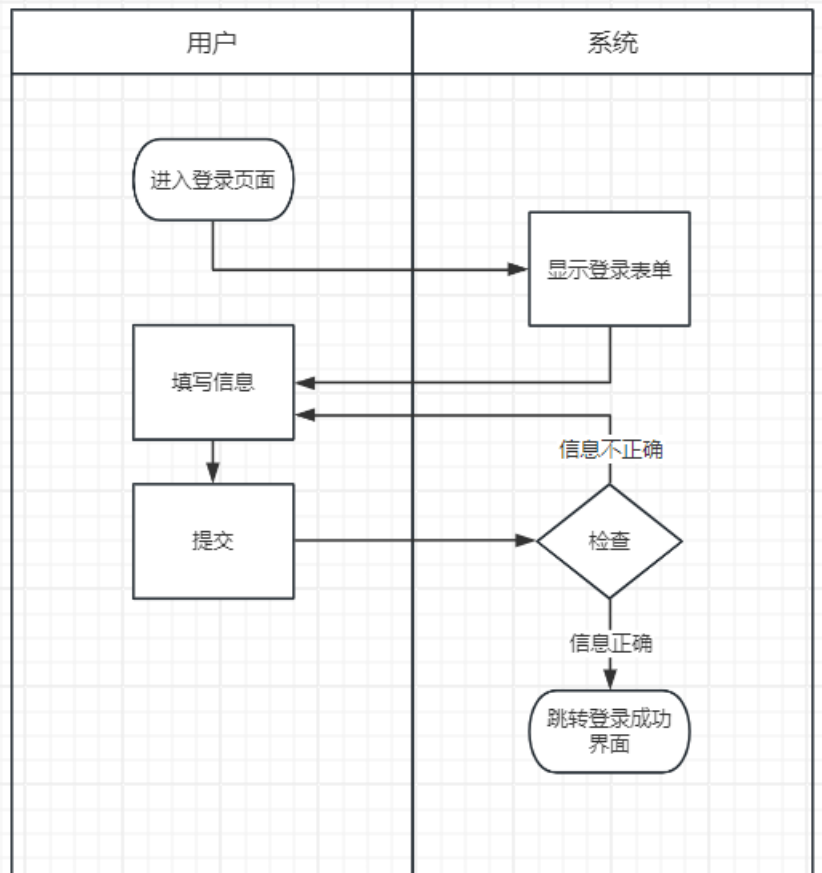 用户
系统
进入登录页面
显示登录表单
填写信息
信息不正确
提交
检查
信息正确
跳转登录成功
界面